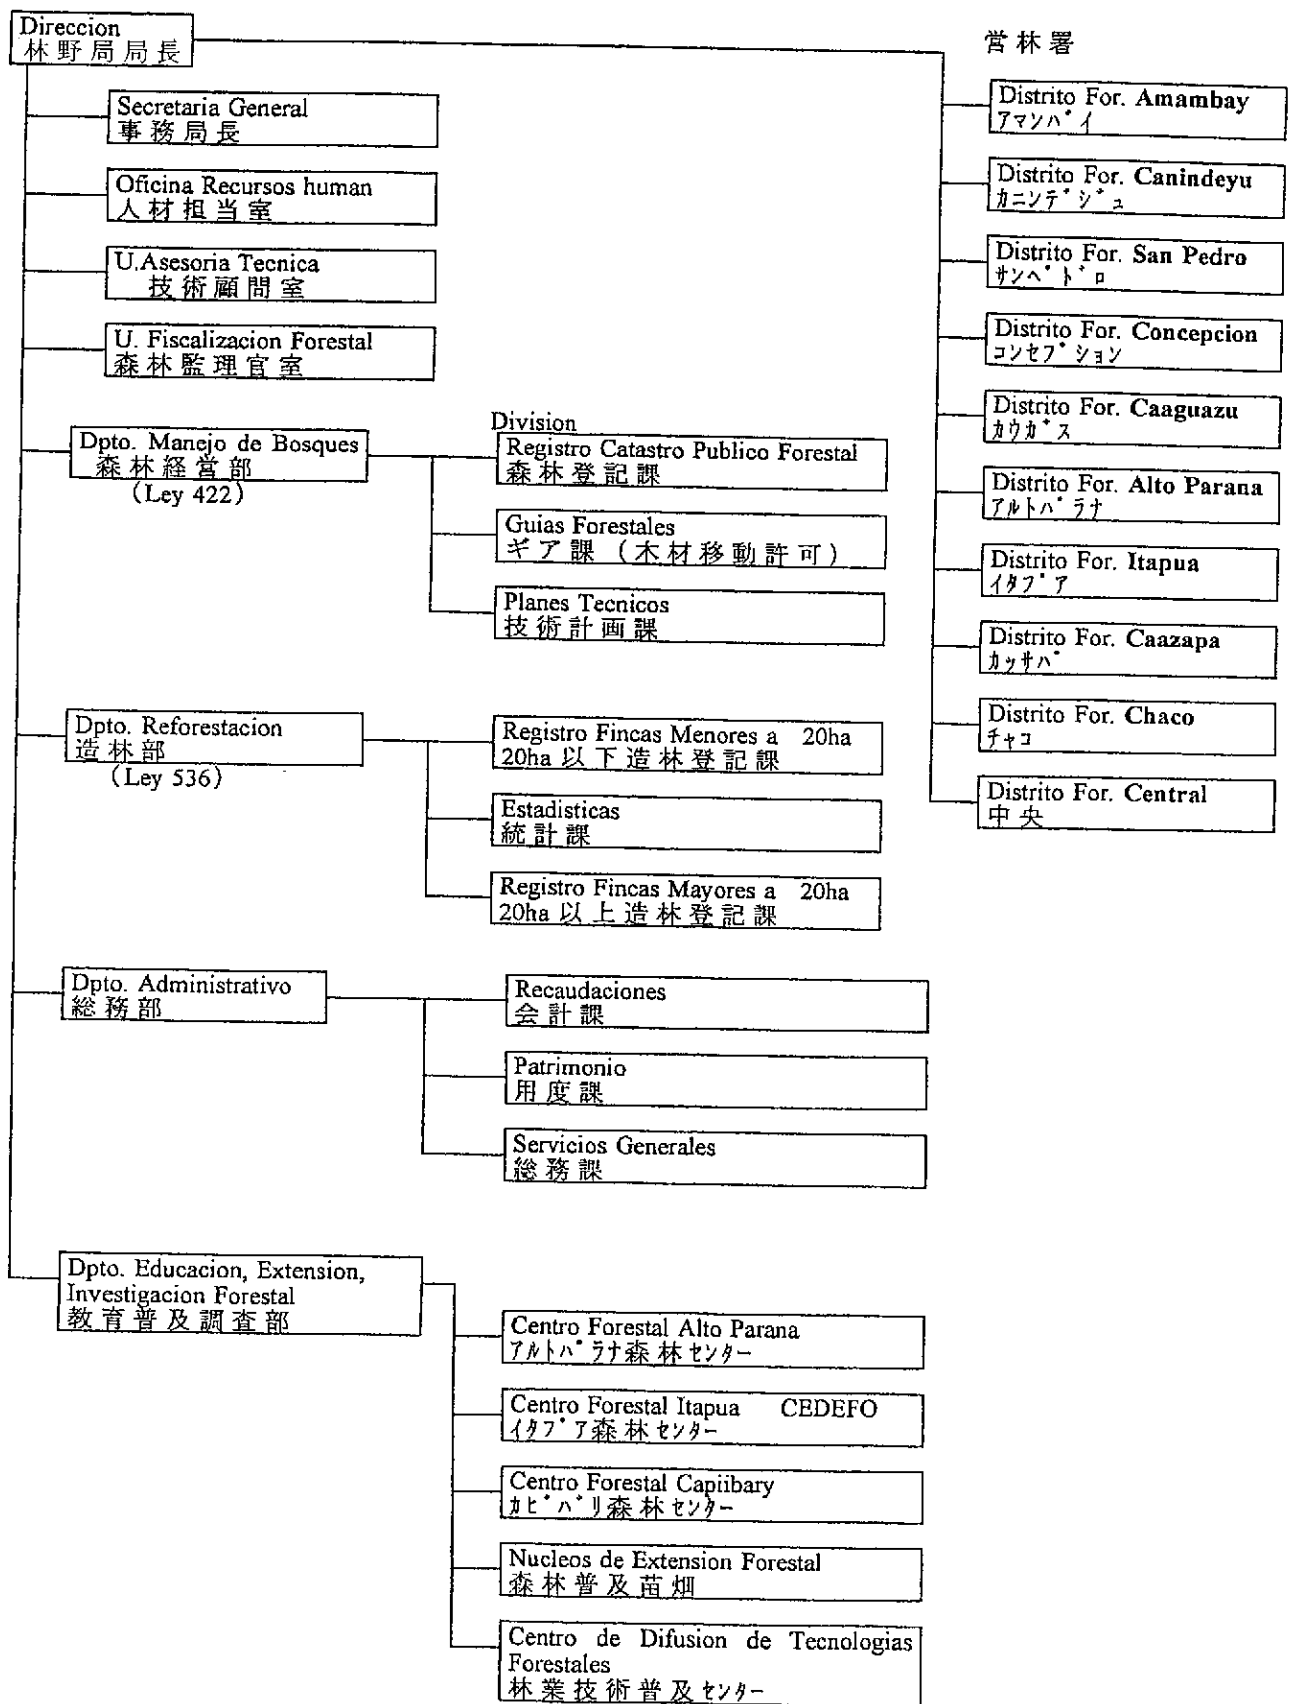 Direccion
林野局局長
Secretaria General
事務局長
Oficina Recursos human
人材担当室
U.Asesoria Tecnica
技術顧問室
U. Fiscalizacion Forestal
森林監理官室
Dpto. Manejo de Bosques
森林経営部
(Ley 422)
Division
Registro Catastro Publico Forestal
森林登記課
Guias Forestales
ギア課（木材移動許可）
Planes Tecnicos
技術計画課
Dpto. Reforestacion
造林部
(Ley 536)
Registro Fincas Menores a 20ha
20ha 以下造林登記課
Estadisticas
統計課
Registro Fincas Mayores a 20ha
20ha 以上造林登記課
Dpto. Administrativo
総務部
Recaudaciones
会計課
Patrimonio
用度課
Servicios Generales
総務課
Dpto. Educacion, Extension,
Investigacion Forestal
教育普及調査部
Centro Forestal Alto Parana
ｱﾙﾄﾊﾟﾗﾅ森林ｾﾝﾀｰ
Centro Forestal Itapua CEDEFO
ｲﾀﾌﾟｱ森林ｾﾝﾀｰ
Centro Forestal Capiibary
ｶﾋﾟﾊﾞﾘ森林ｾﾝﾀｰ
Nucleos de Extension Forestal
森林普及苗畑
Centro de Difusion de Tecnologias
Forestales
林業技術普及ｾﾝﾀｰ
営林署
Distrito For. Amambay
ｱﾏﾝﾊﾞｲ
Distrito For. Canindeyu
ｶﾆﾝﾃﾞｼﾞｭ
Distrito For. San Pedro
ｻﾝﾍﾟﾄﾞﾛ
Distrito For. Concepcion
ｺﾝｾﾌﾟｼｮﾝ
Distrito For. Caaguazu
ｶｳｶﾞｽ
Distrito For. Alto Parana
ｱﾙﾄﾊﾟﾗﾅ
Distrito For. Itapua
ｲﾀﾌﾟｱ
Distrito For. Caazapa
ｶｯｻﾊﾟ
Distrito For. Chaco
ﾁｬｺ
Distrito For. Central
中央